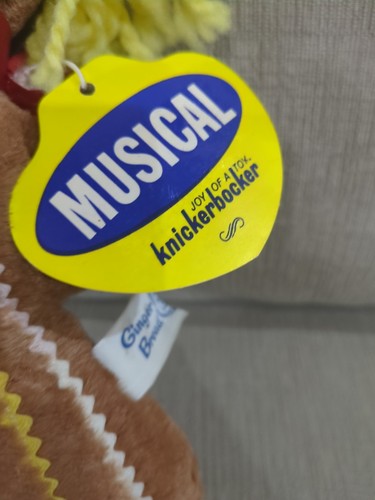 MUSICAL
JOY OF A TOY.
knickerbocker
Ginger
Bread